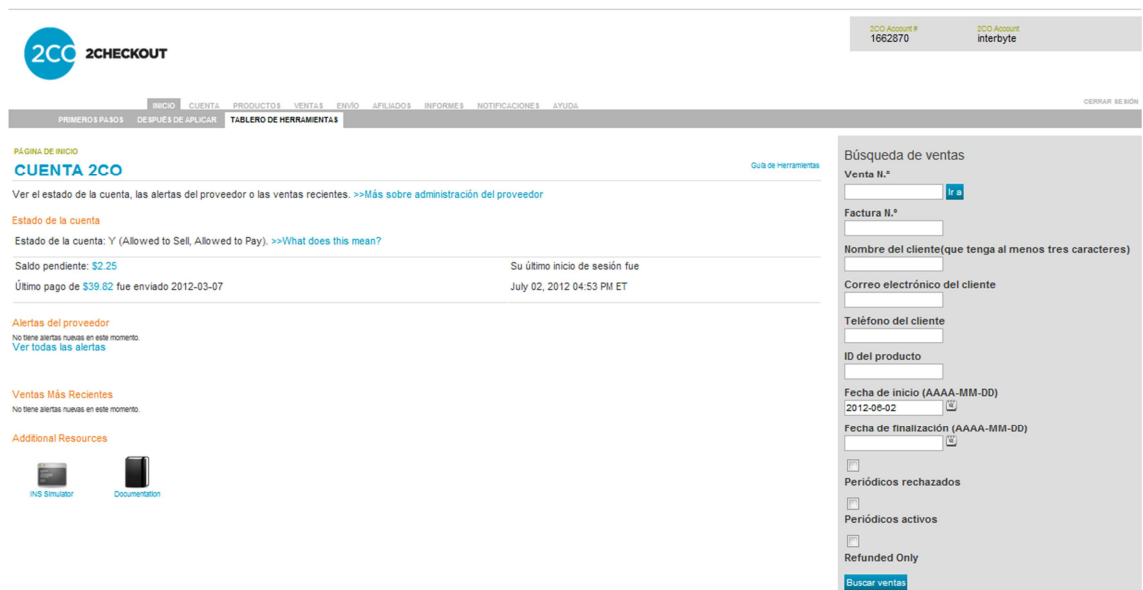 2CO Account #
2CO Account
1662870
interbyte
2CO 2CHECKOUT
INICIO CUENTA PRODUCTOS VENTAS ENVÍO AFILIADOS INFORMES NOTIFICACIONES AYUDA
CERRAR SESIÓN
PRIMEROS PASOS DESPUÉS DE APLICAR TABLERO DE HERRAMIENTAS
PÁGINA DE INICIO
CUENTA 2CO
Guía de Herramientas
Ver el estado de la cuenta, las alertas del proveedor o las ventas recientes. >>Más sobre administración del proveedor
Estado de la cuenta
Estado de la cuenta: Y (Allowed to Sell, Allowed to Pay). >>What does this mean?
Saldo pendiente: $2.25
Su último inicio de sesión fue
Último pago de $39.82 fue enviado 2012-03-07
July 02, 2012 04:53 PM ET
Alertas del proveedor
No tiene alertas nuevas en este momento.
Ver todas las alertas
Ventas Más Recientes
No tiene alertas nuevas en este momento.
Additional Resources
INS Simulator
Documentation
Búsqueda de ventas
Venta N.º
Ir a
Factura N.º
Nombre del cliente(que tenga al menos tres caracteres)
Correo electrónico del cliente
Teléfono del cliente
ID del producto
Fecha de inicio (AAAA-MM-DD)
2012-06-02
Fecha de finalización (AAAA-MM-DD)
Periódicos rechazados
Periódicos activos
Refunded Only
Buscar ventas